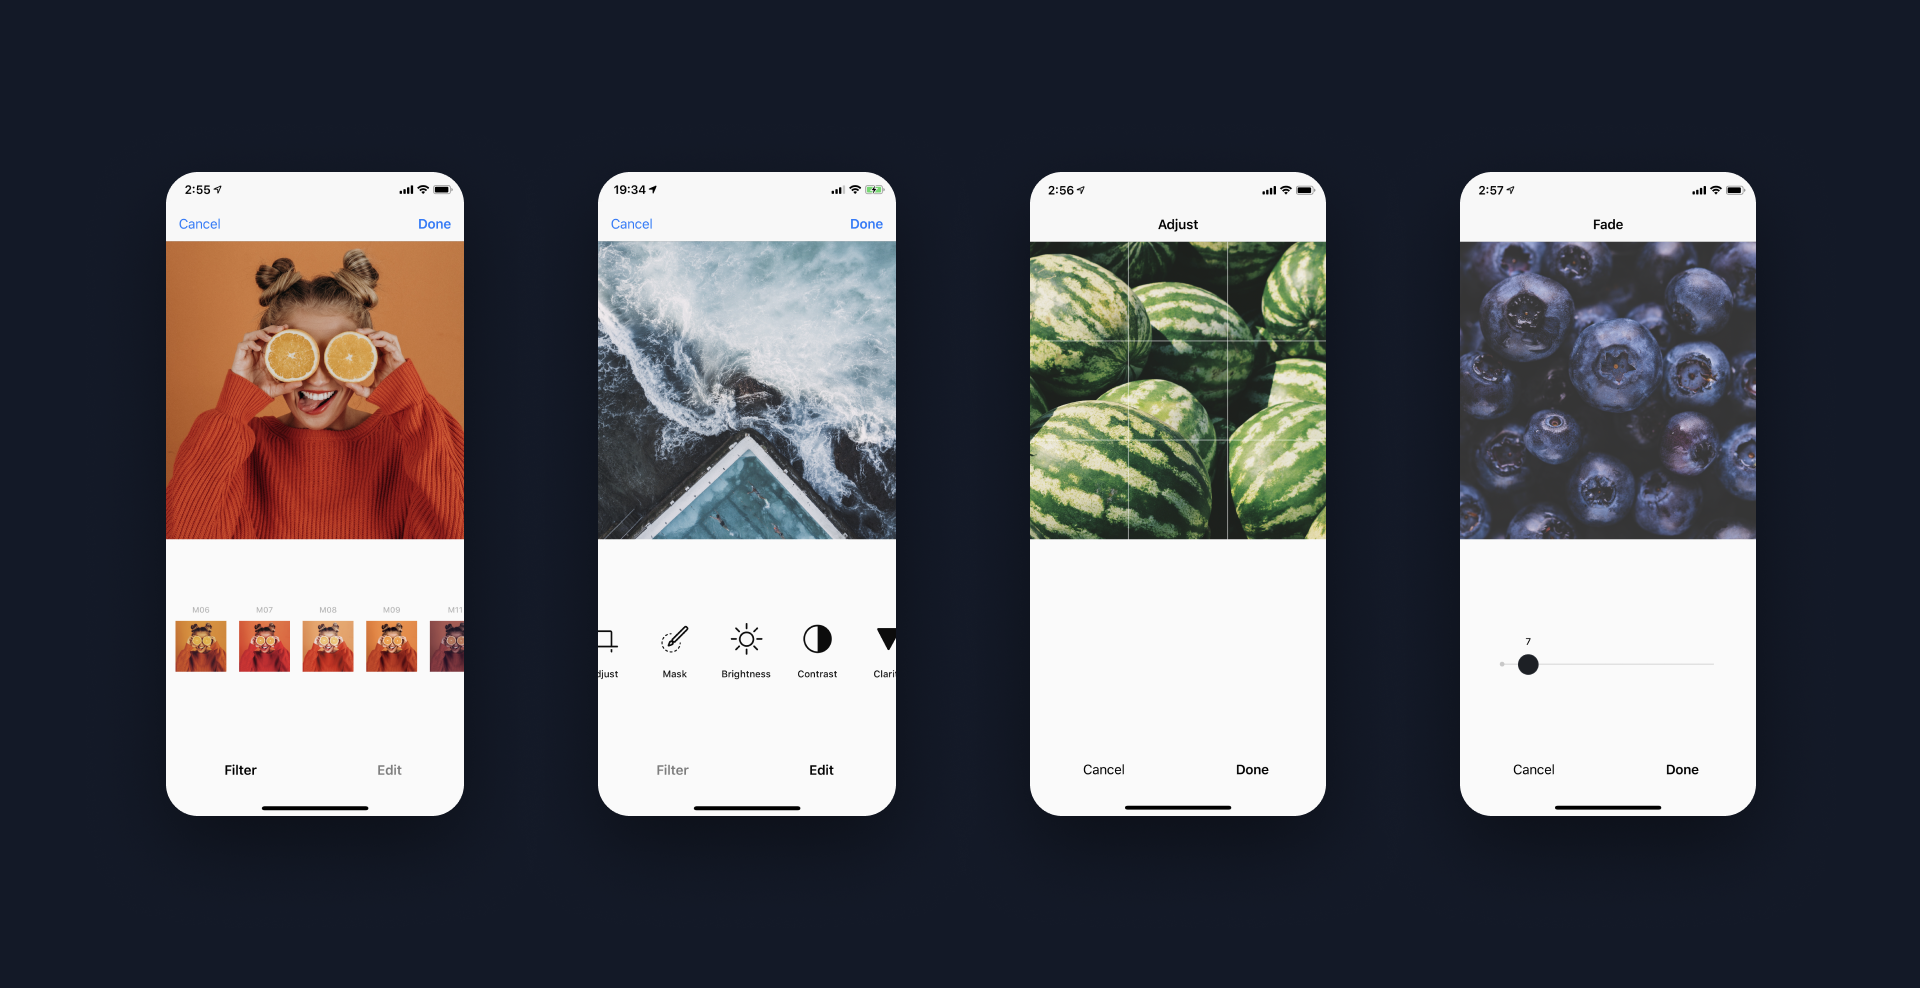 2:55
Cancel
Done
M06
M07
M08
M09
M11
Filter
Edit
19:34
Cancel
Done
djust
Mask
Brightness
Contrast
Clari
Filter
Edit
2:56
Adjust
Cancel
Done
2:57
Fade
7
Cancel
Done